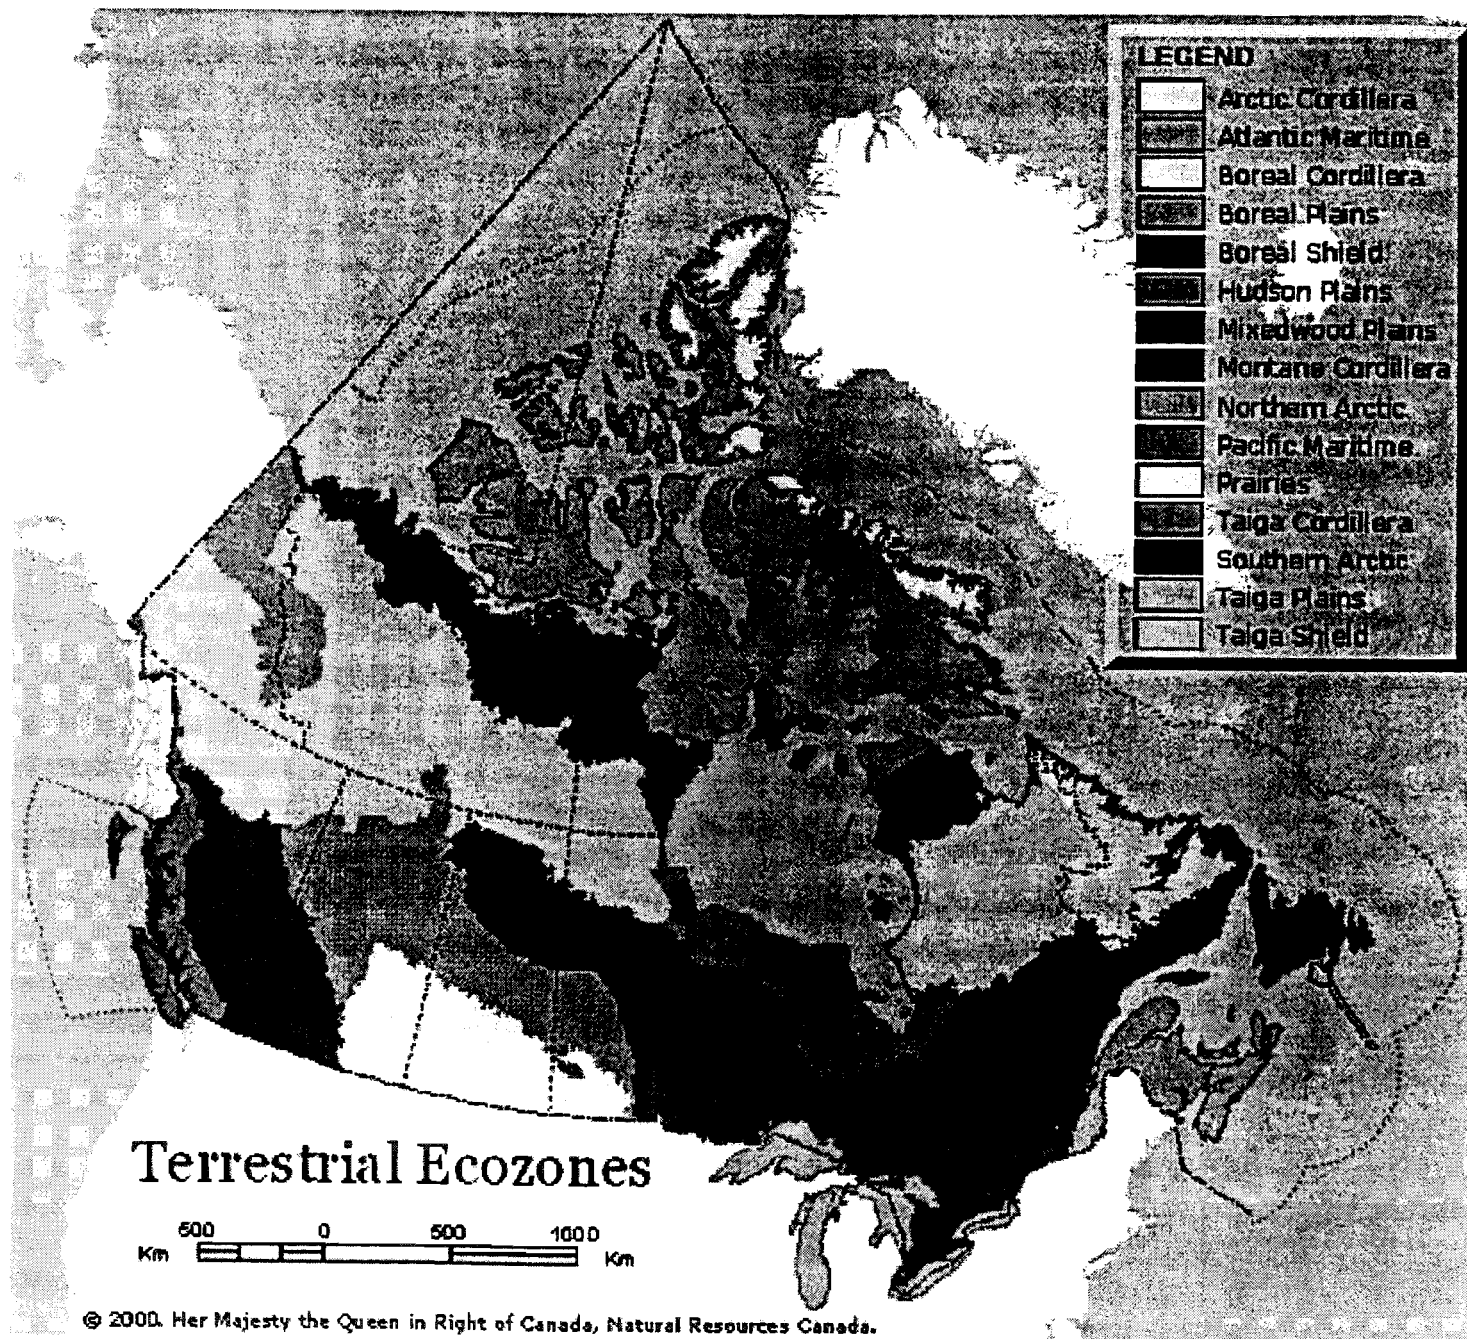 LEGEND
Arctic Cordillera
Atlantic Maritime
Boreal Cordillera
Boreal Plains
Boreal Shield
Hudson Plains
Mixedwood Plains
Montane Cordillera
Northern Arctic
Pacific Maritime
Prairies
Taiga Cordillera
Southern Arctic
Taiga Plains
Taiga Shield
Terrestrial Ecozones
500 0 500 1000
Km Km
© 2000. Her Majesty the Queen in Right of Canada, Natural Resources Canada.